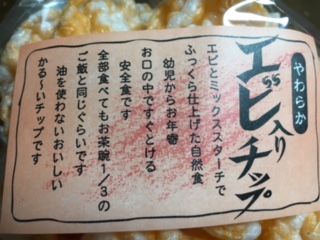 やわらか
エビ入りチップ
エビとミックススターチで
ふっくら仕上げた自然食
幼児からお年寄
お口の中ですぐとける
安全食です
全部食べてもお茶碗1/3の
ご飯と同じぐらいです
油を使わないおいしい
かる〜いチップです